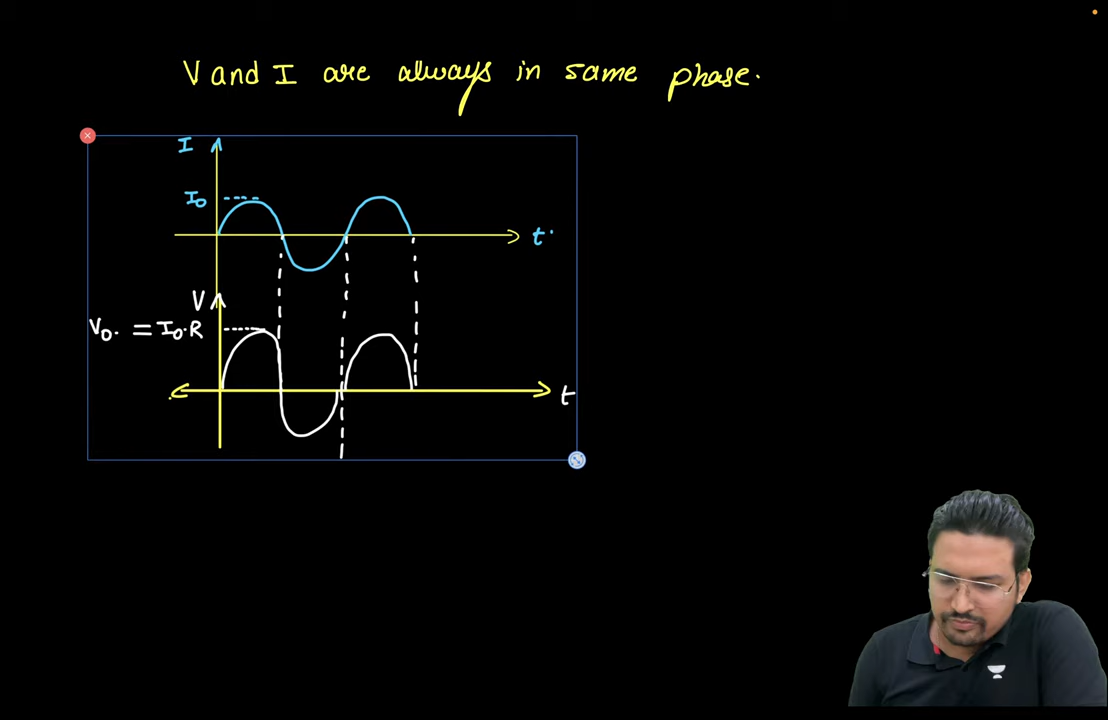 V and I are always in same phase.
I
I₀
t
V
V₀. = I₀.R
t